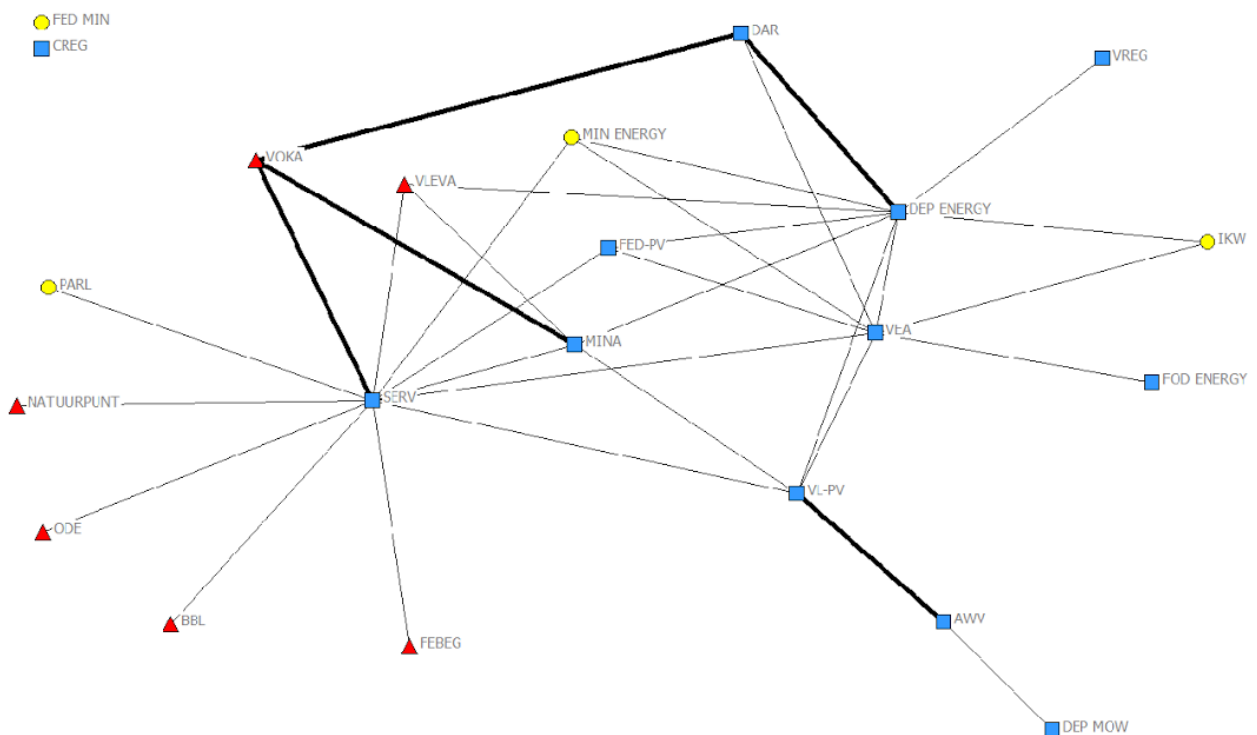 FED MIN
CREG
DAR
VREG
MIN ENERGY
VOKA
VLEVA
DEP ENERGY
FED-PV
IKW
PARL
VEA
MINA
FOD ENERGY
SERV
NATUURPUNT
VL-PV
ODE
BBL
FEBEG
AWV
DEP MOW